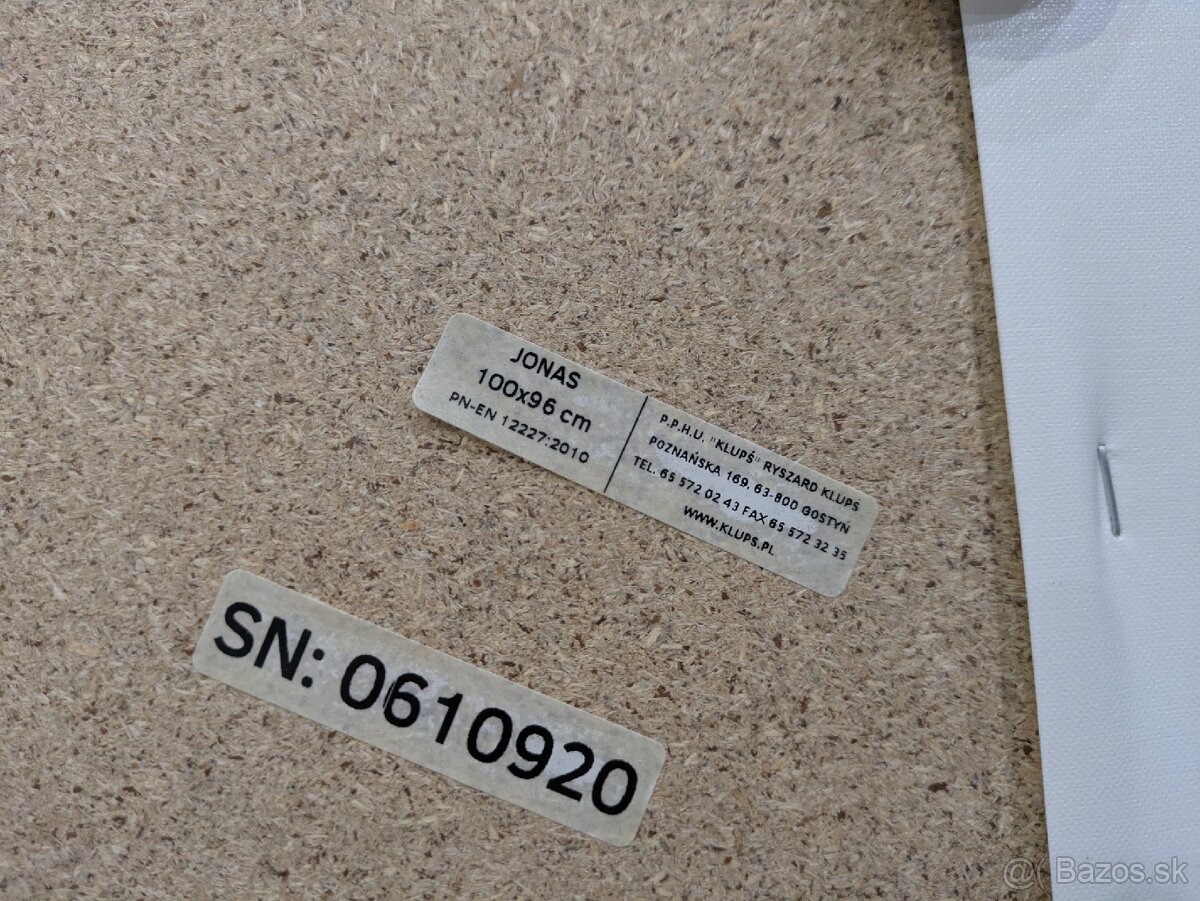 JONAS
100x96 cm
PN-EN 12227:2010
P.P.H.U. "KLUPŚ" RYSZARD KLUPŚ
POZNAŃSKA 169, 63-800 GOSTYŃ
TEL. 65 572 02 43 FAX 65 572 32 35
WWW.KLUPS.PL
SN: 0610920
@( Bazos.sk